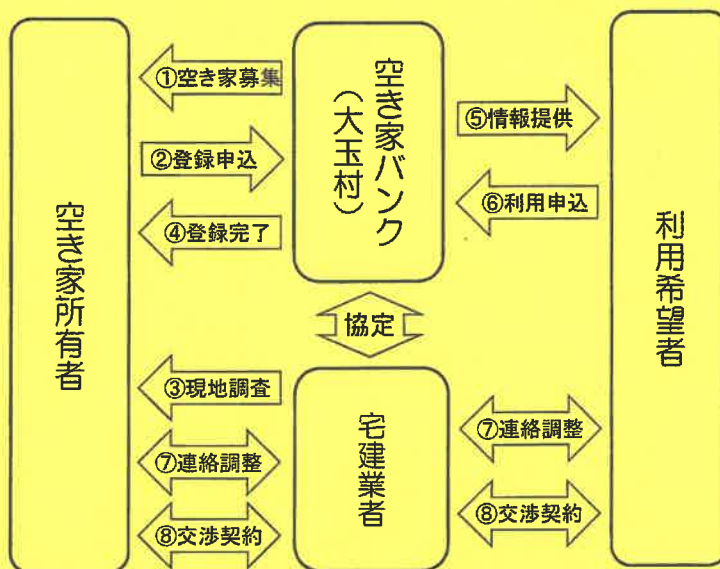 空き家所有者
①空き家募集
②登録申込
④登録完了
③現地調査
⑦連絡調整
⑧交渉契約
空き家バンク
（大玉村）
協定
宅建業者
⑤情報提供
⑥利用申込
⑦連絡調整
⑧交渉契約
利用希望者